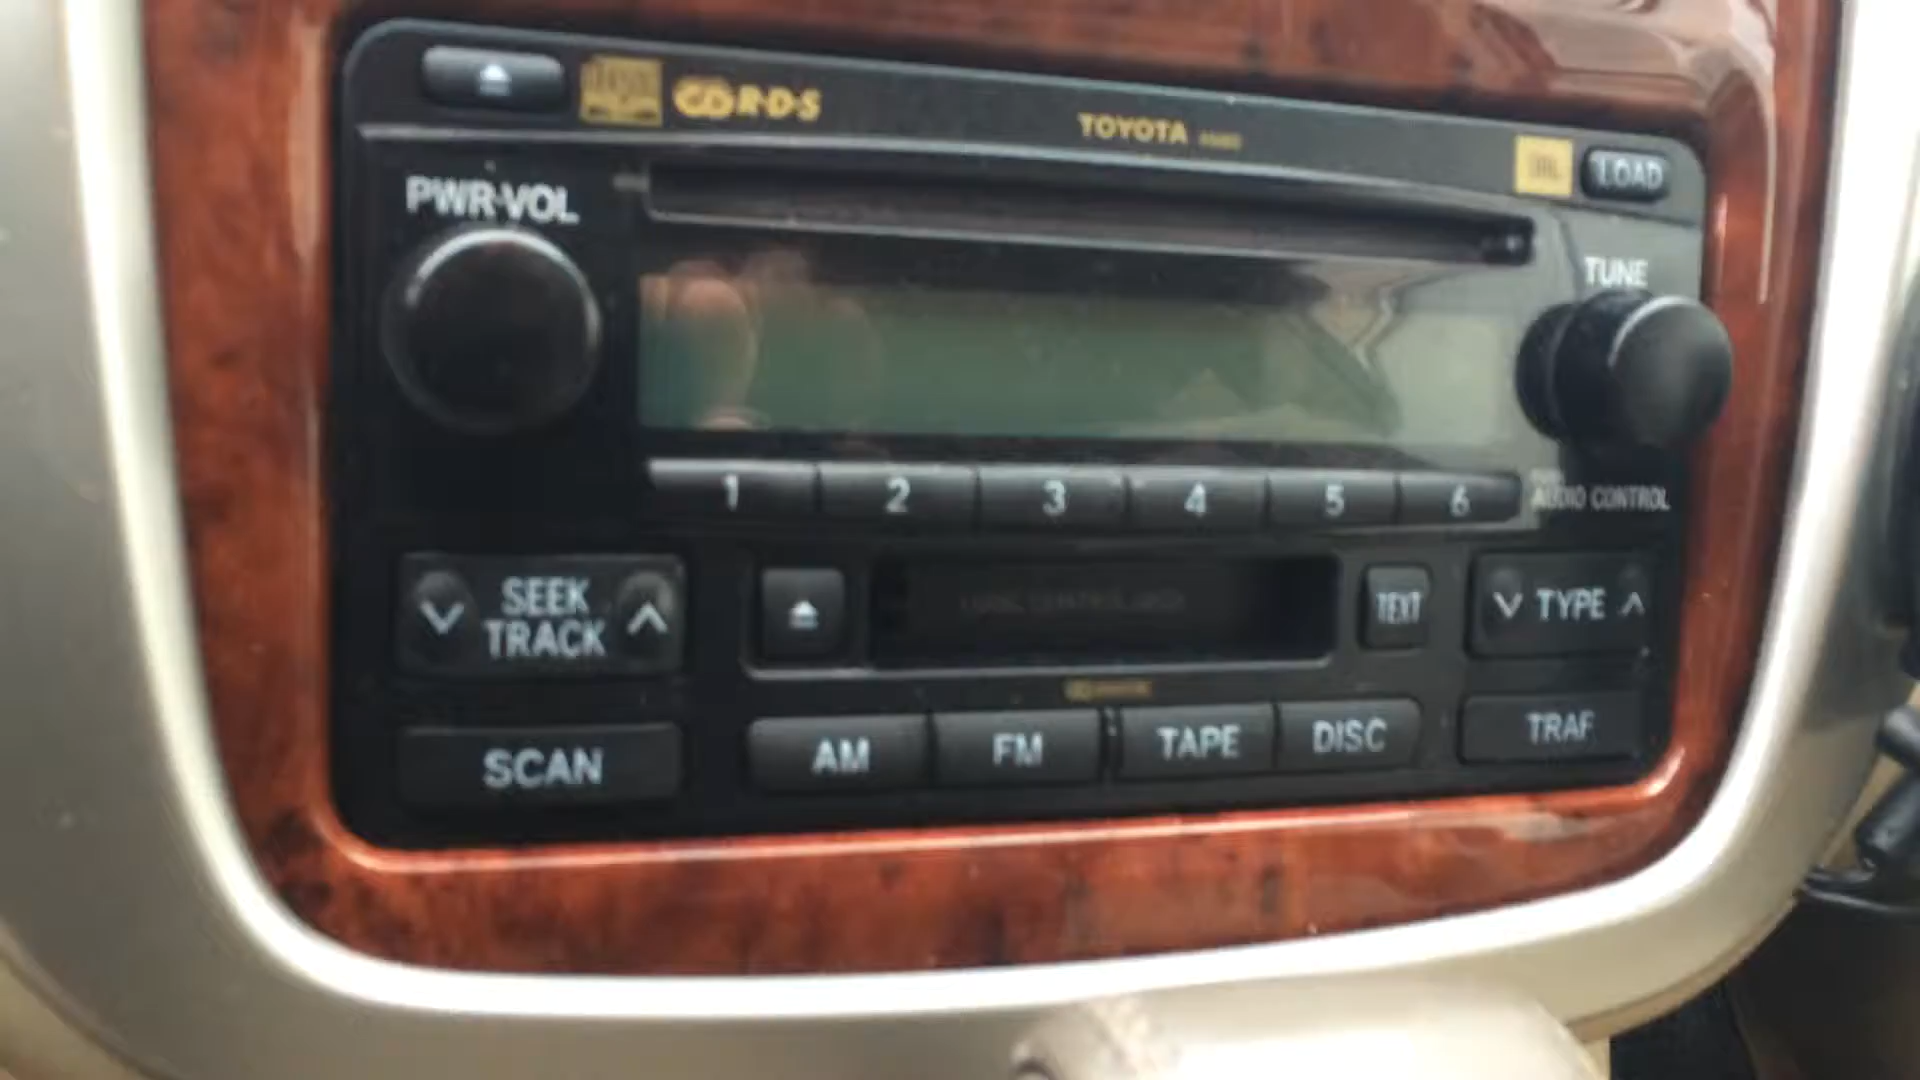 R·D·S
TOYOTA
JBL
LOAD
PWR·VOL
TUNE
1 2 3 4 5 6
AUDIO CONTROL
SEEK
TRACK
TEXT
TYPE
SCAN
AM FM TAPE DISC
TRAF